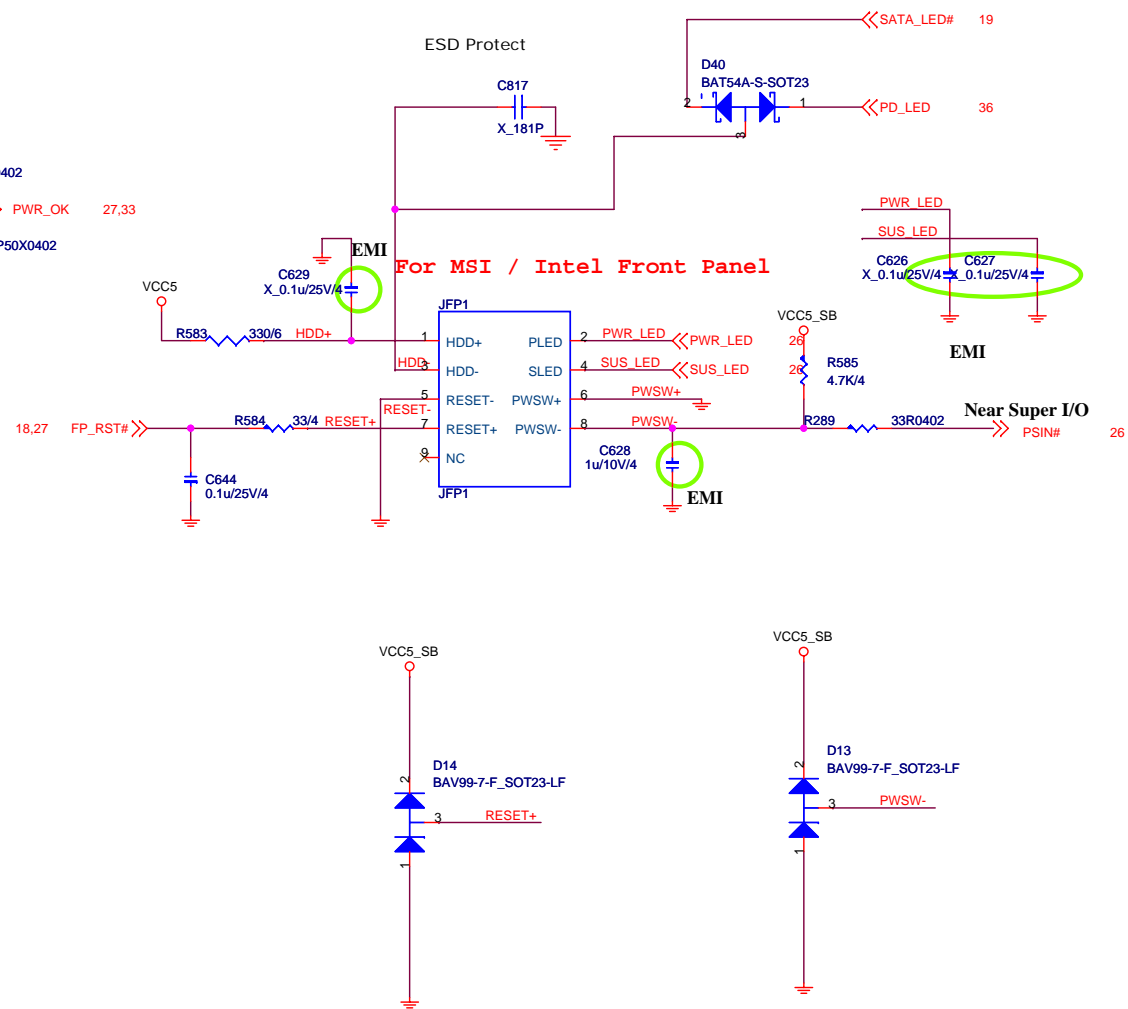 SATA_LED# 19
ESD Protect
D40
BAT54A-S-SOT23
C817
2 1
PD_LED 36
X_181P
3
402
PWR_OK 27,33
PWR_LED
SUS_LED
P50X0402
EMI
C626 C627
For MSI / Intel Front Panel
C629
X_0.1u/25V/4
X_0.1u/25V/4 X_0.1u/25V/4
VCC5
JFP1
VCC5_SB
R583 330/6 HDD+ 1 HDD+ PLED 2 PWR_LED PWR_LED 26
EMI
HDD- 3 HDD- SLED 4 SUS_LED SUS_LED 26
R585
4.7K/4
5 RESET- PWSW+ 6 PWSW+
RESET-
Near Super I/O
18,27 FP_RST# R584 33/4 RESET+ 7 RESET+ PWSW- 8 PWSW- R289 33R0402 PSIN# 26
9 NC
C628
1u/10V/4
C644
0.1u/25V/4
JFP1
EMI
VCC5_SB
VCC5_SB
2
D14
BAV99-7-F_SOT23-LF
3 RESET+
1
2
D13
BAV99-7-F_SOT23-LF
3 PWSW-
1